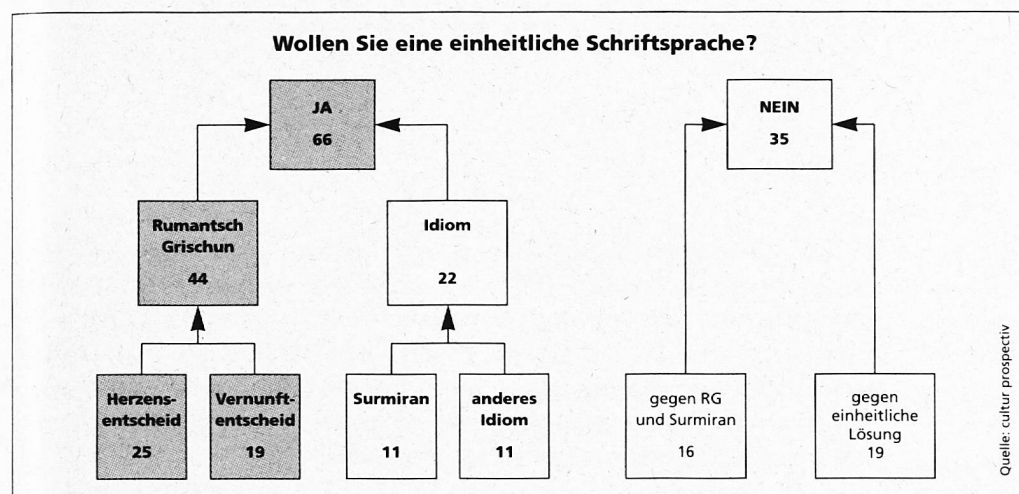 Wollen Sie eine einheitliche Schriftsprache?
JA
66
NEIN
35
Rumantsch
Grischun
44
Idiom
22
Herzens-
entscheid
25
Vernunft-
entscheid
19
Surmiran
11
anderes
Idiom
11
gegen RG
und Surmiran
16
gegen
einheitliche
Lösung
19
Quelle: cultur prospectiv